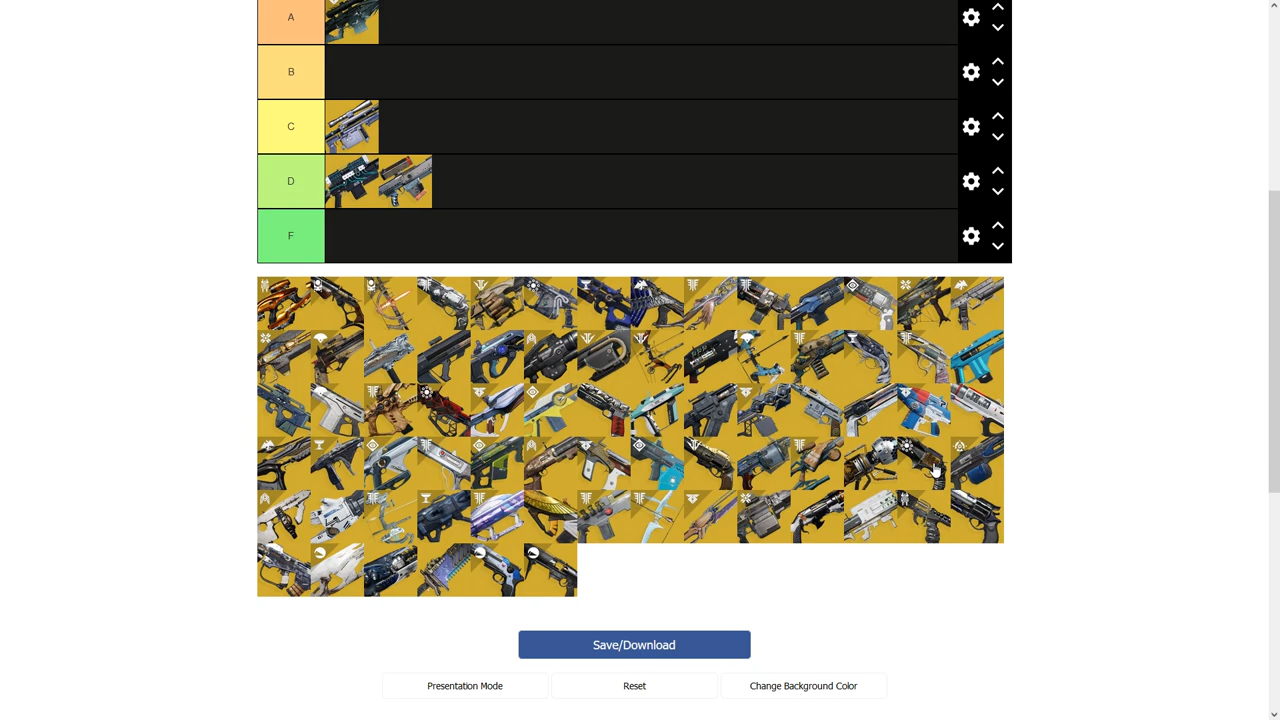 A
B
C
D
F
Save/Download
Presentation Mode
Reset
Change Background Color